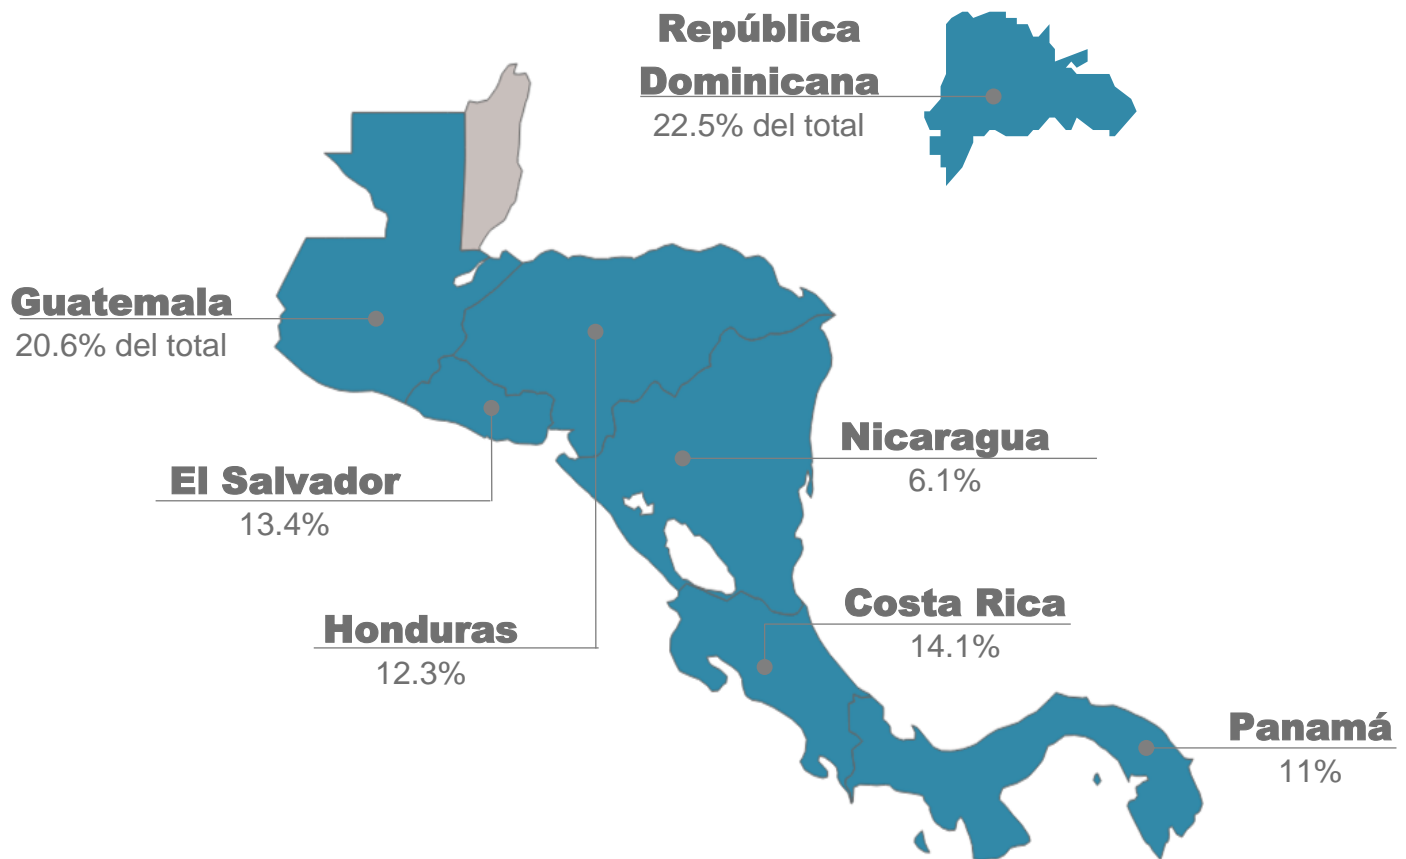 República
Dominicana
22.5% del total
Guatemala
20.6% del total
Nicaragua
6.1%
El Salvador
13.4%
Costa Rica
14.1%
Honduras
12.3%
Panamá
11%